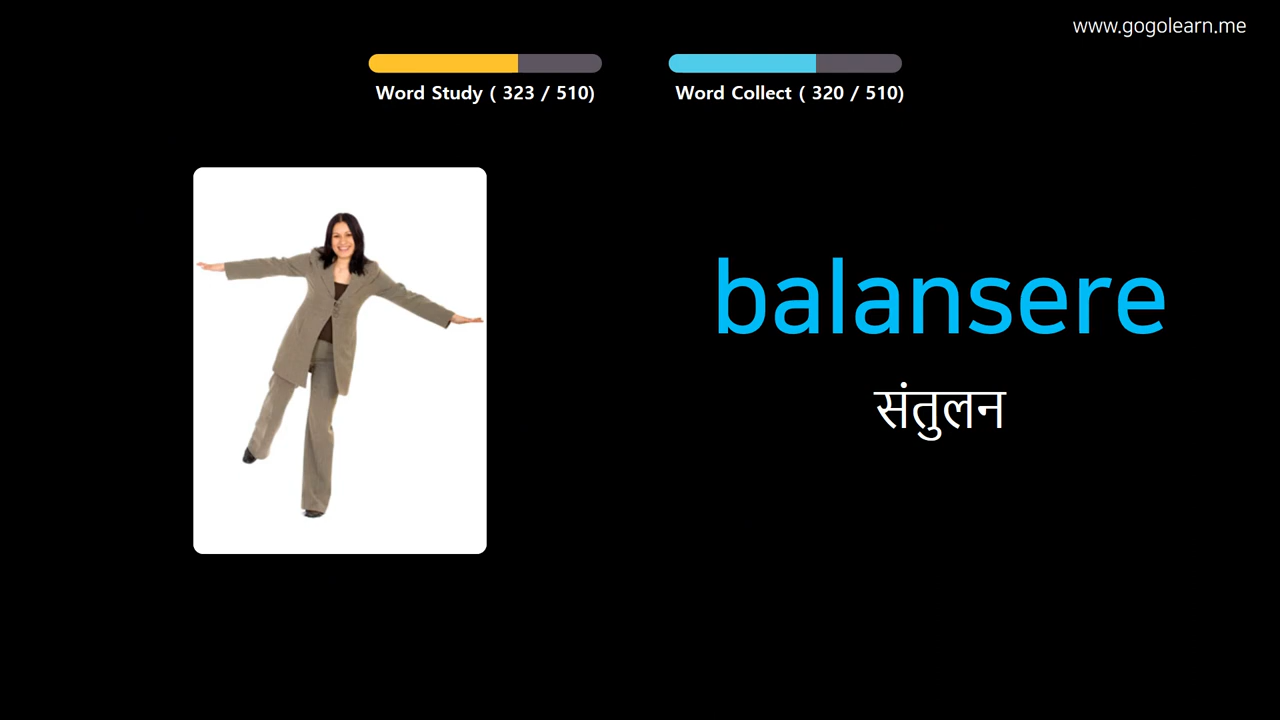 www.gogolearn.me
Word Study ( 323 / 510)
Word Collect ( 320 / 510)
balansere
संतुलन